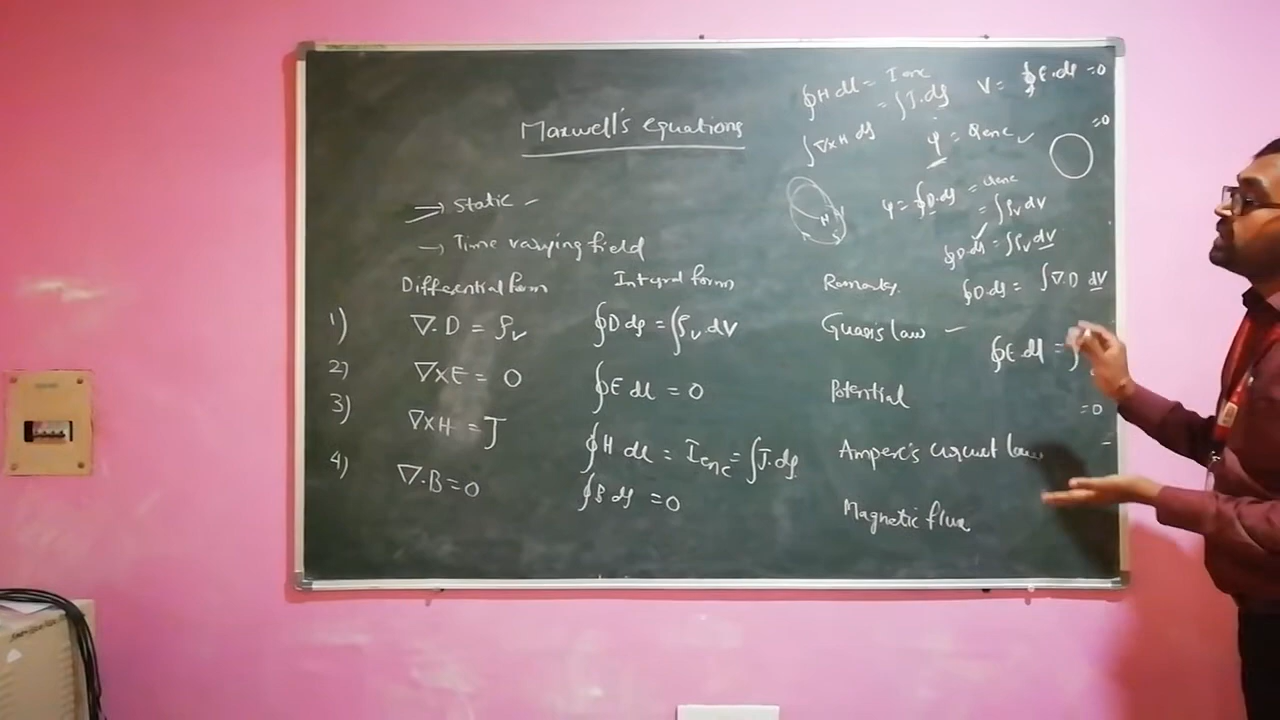 Maxwell's equations
→ Static -
→ Time varying field
Differential form Integral form Remarks
1) ∇.D = ρv ∮D ds = ∫ρv dv Guass's law -
2) ∇×E = 0 ∮E dl = 0 Potential
3) ∇×H = J ∮H dl = Ienc = ∫J.ds Ampere's circuit law
4) ∇.B = 0 ∮B ds = 0 Magnetic flux
∮H dl = Ienc
= ∫J.ds
∫∇×H ds
H
V = ∮E.dl = 0
= 0
ψ = Qenc ✓
ψ = ∮D.ds = Qenc
= ∫ρv dv
∮D.ds = ∫ρv dv
∮D.ds = ∫∇.D dv
∮E.dl = ∫
= 0